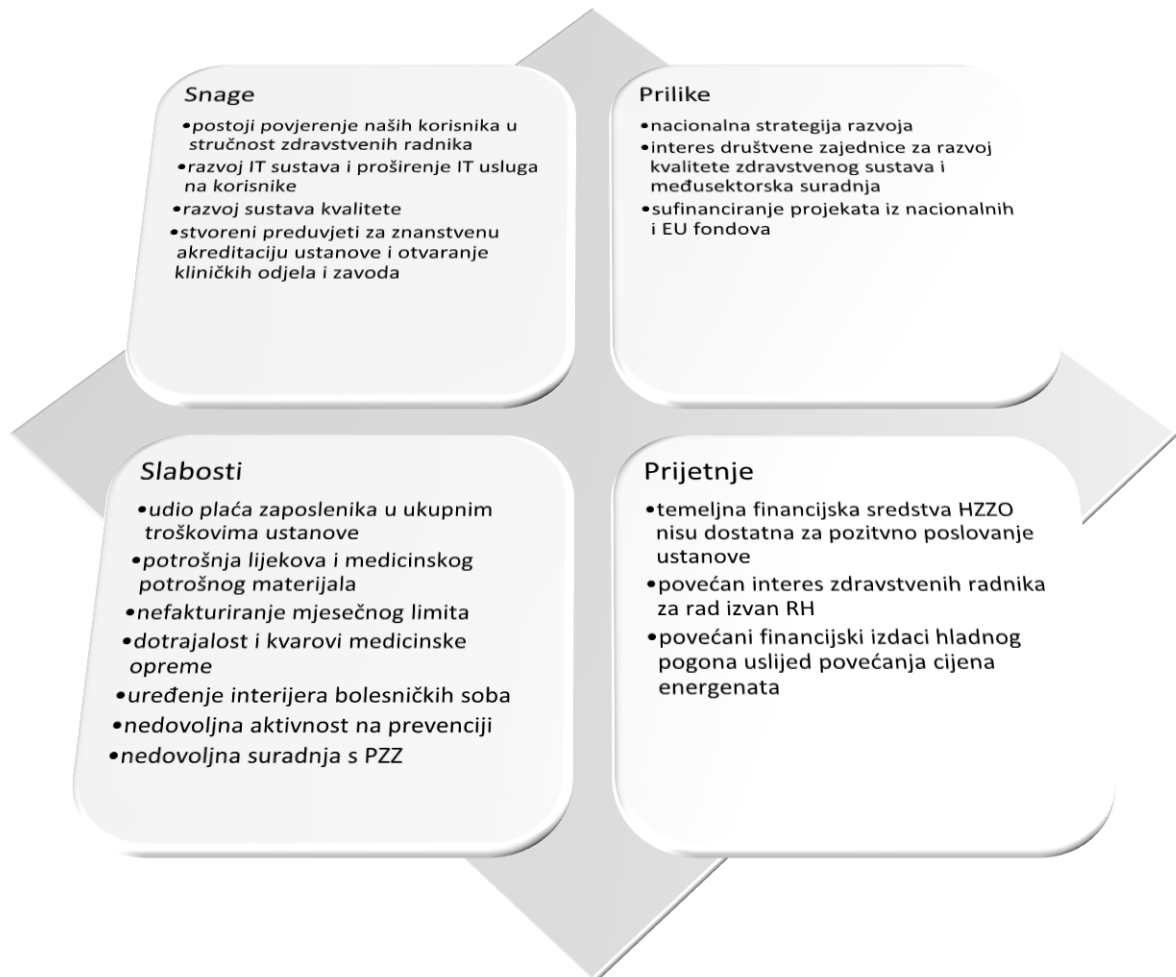 Snage
•postoji povjerenje naših korisnika u
stručnost zdravstvenih radnika
•razvoj IT sustava i proširenje IT usluga
na korisnike
•razvoj sustava kvalitete
•stvoreni preduvjeti za znanstvenu
akreditaciju ustanove i otvaranje
kliničkih odjela i zavoda
Prilike
•nacionalna strategija razvoja
•interes društvene zajednice za razvoj
kvalitete zdravstvenog sustava i
međusektorska suradnja
•sufinanciranje projekata iz nacionalnih
i EU fondova
Slabosti
•udio plaća zaposlenika u ukupnim
troškovima ustanove
•potrošnja lijekova i medicinskog
potrošnog materijala
•nefakturiranje mjesečnog limita
•dotrajalost i kvarovi medicinske
opreme
•uređenje interijera bolesničkih soba
•nedovoljna aktivnost na prevenciji
•nedovoljna suradnja s PZZ
Prijetnje
•temeljna financijska sredstva HZZO
nisu dostatna za pozitvno poslovanje
ustanove
•povećan interes zdravstvenih radnika
za rad izvan RH
•povećani financijski izdaci hladnog
pogona uslijed povećanja cijena
energenata